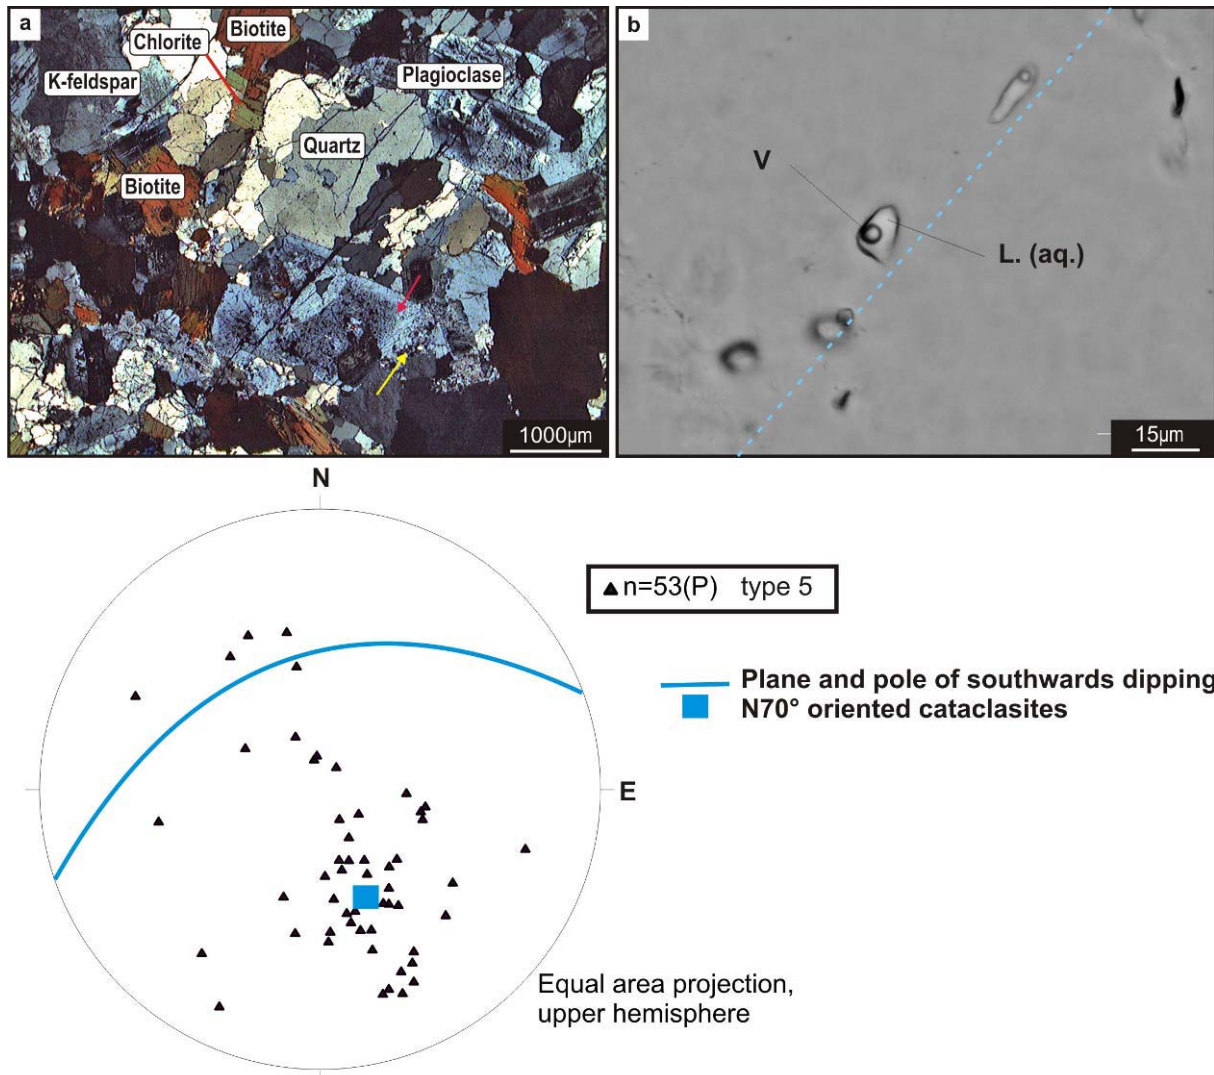 a
Biotite
Chlorite
K-feldspar
Plagioclase
Quartz
Biotite
1000µm
b
V
L. (aq.)
15µm
N
E
▲ n=53(P) type 5
Plane and pole of southwards dipping
N70° oriented cataclasites
Equal area projection,
upper hemisphere